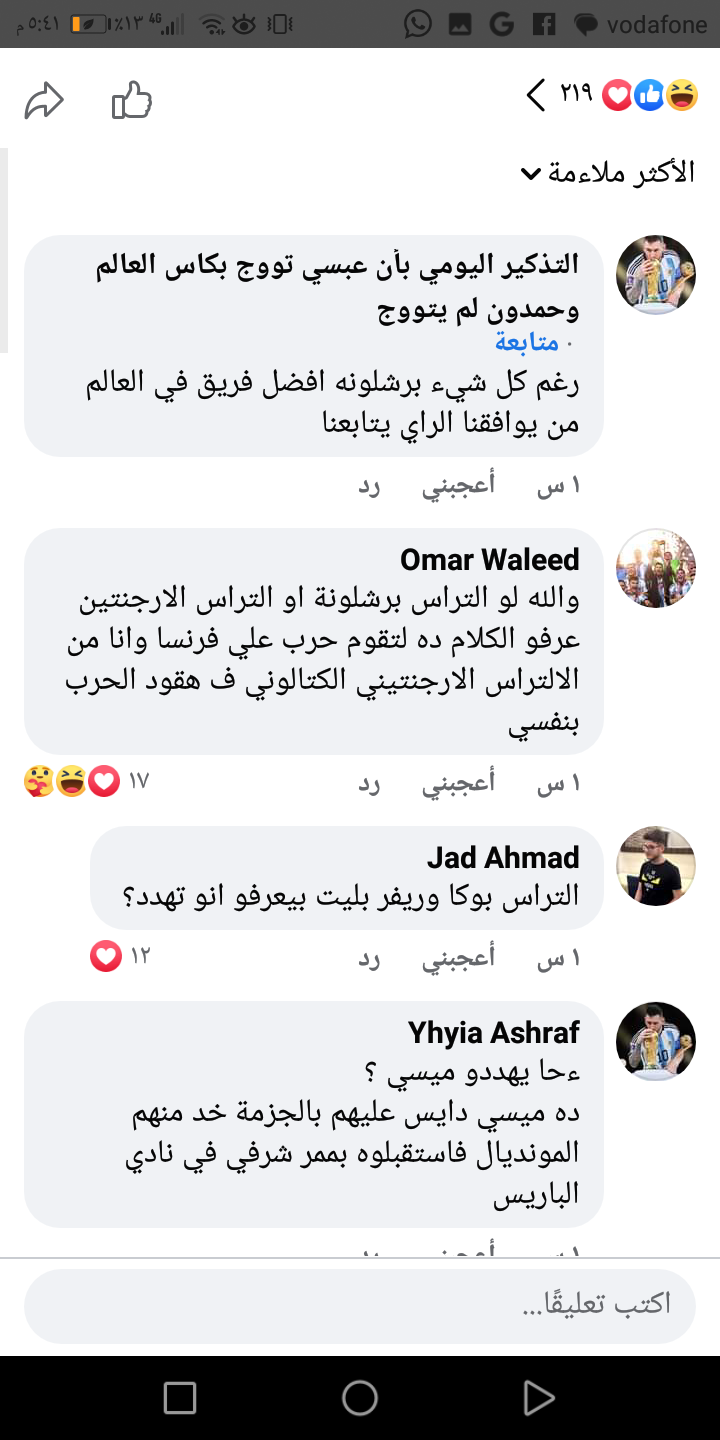 ٥:٤١ م
٪١٣
4G
vodafone
٢١٩
الأكثر ملاءمة
التذكير اليومي بأن عبسي تووج بكاس العالم
وحمدون لم يتووج
· متابعة
رغم كل شيء برشلونه افضل فريق في العالم
من يوافقنا الراي يتابعنا
١ س أعجبني رد
Omar Waleed
والله لو التراس برشلونة او التراس الارجنتين
عرفو الكلام ده لتقوم حرب علي فرنسا وانا من
الالتراس الارجنتيني الكتالوني ف هقود الحرب
بنفسي
١ س أعجبني رد ١٧
Jad Ahmad
التراس بوكا وريفر بليت بيعرفو انو تهدد؟
١ س أعجبني رد ١٢
Yhyia Ashraf
ءحا يهددو ميسي ؟
ده ميسي دايس عليهم بالجزمة خد منهم
المونديال فاستقبلوه بممر شرفي في نادي
الباريس
١ س أعجبني رد
اكتب تعليقًا...